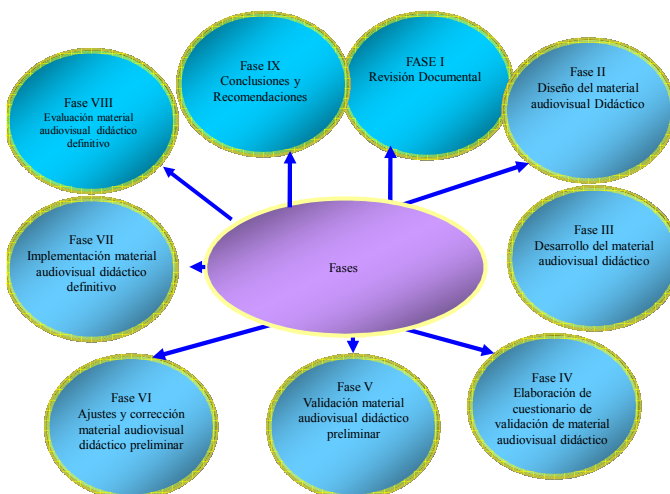 Fases
FASE I
Revisión Documental
Fase II
Diseño del material
audiovisual Didáctico
Fase III
Desarrollo del material
audiovisual didáctico
Fase IV
Elaboración de
cuestionario de
validación de material
audiovisual didáctico
Fase V
Validación material
audiovisual didáctico
preliminar
Fase VI
Ajustes y corrección
material audiovisual
didáctico preliminar
Fase VII
Implementación material
audiovisual didáctico
definitivo
Fase VIII
Evaluación material
audiovisual didáctico
definitivo
Fase IX
Conclusiones y
Recomendaciones